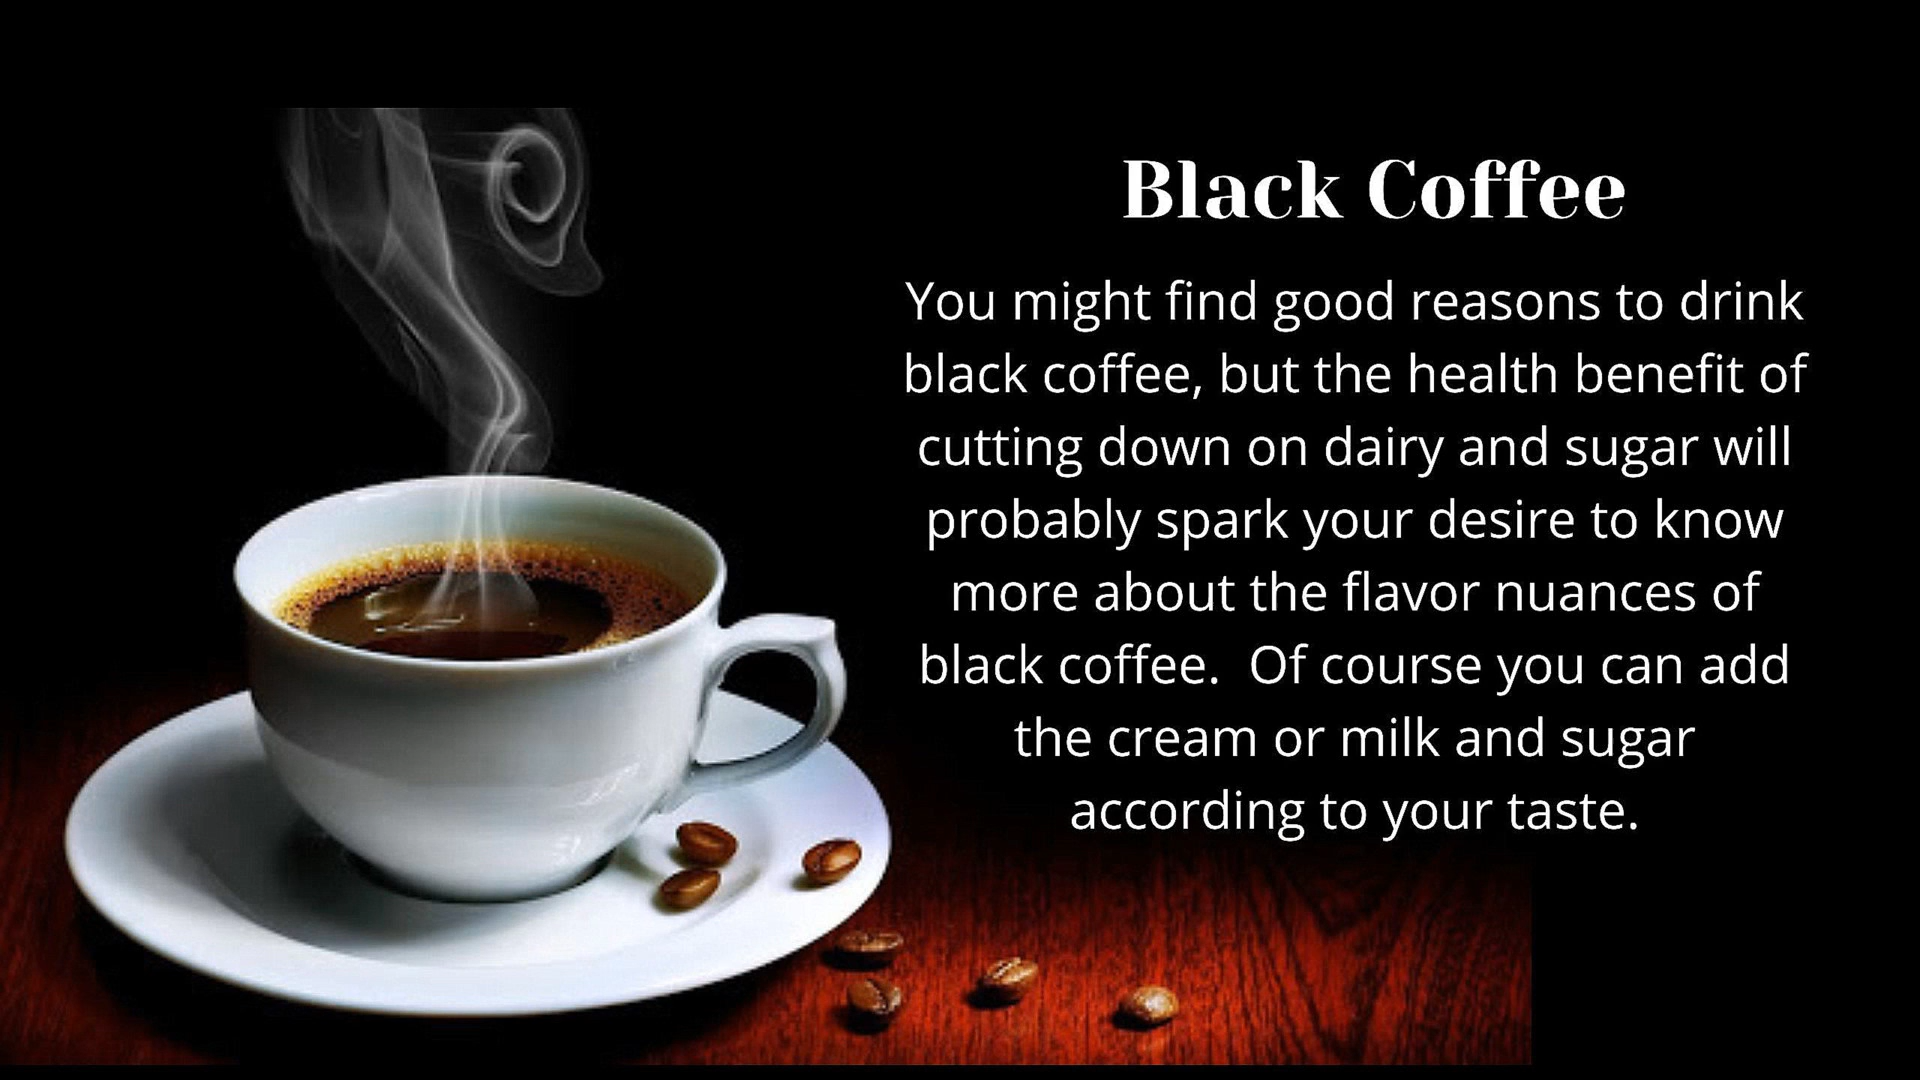 Black Coffee
You might find good reasons to drink
black coffee, but the health benefit of
cutting down on dairy and sugar will
probably spark your desire to know
more about the flavor nuances of
black coffee.  Of course you can add
the cream or milk and sugar
according to your taste.